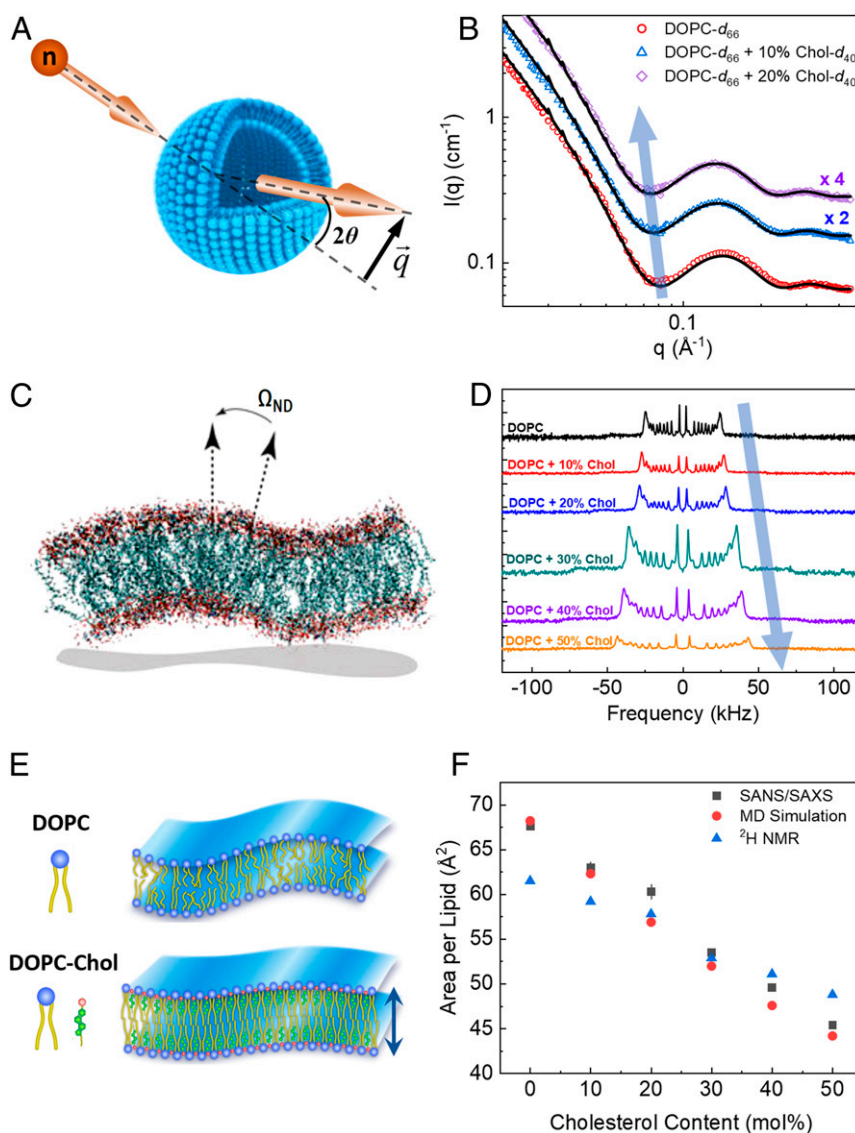 A
n
2θ
q⃗
B
DOPC-d₆₆
DOPC-d₆₆ + 10% Chol-d₄₀
DOPC-d₆₆ + 20% Chol-d₄₀
I(q) (cm⁻¹)
1
0.1
x 4
x 2
0.1
q (Å⁻¹)
C
Ω_ND
D
DOPC
DOPC + 10% Chol
DOPC + 20% Chol
DOPC + 30% Chol
DOPC + 40% Chol
DOPC + 50% Chol
-100 -50 0 50 100
Frequency (kHz)
E
DOPC
DOPC-Chol
F
SANS/SAXS
MD Simulation
²H NMR
Area per Lipid (Å²)
75
70
65
60
55
50
45
40
0 10 20 30 40 50
Cholesterol Content (mol%)